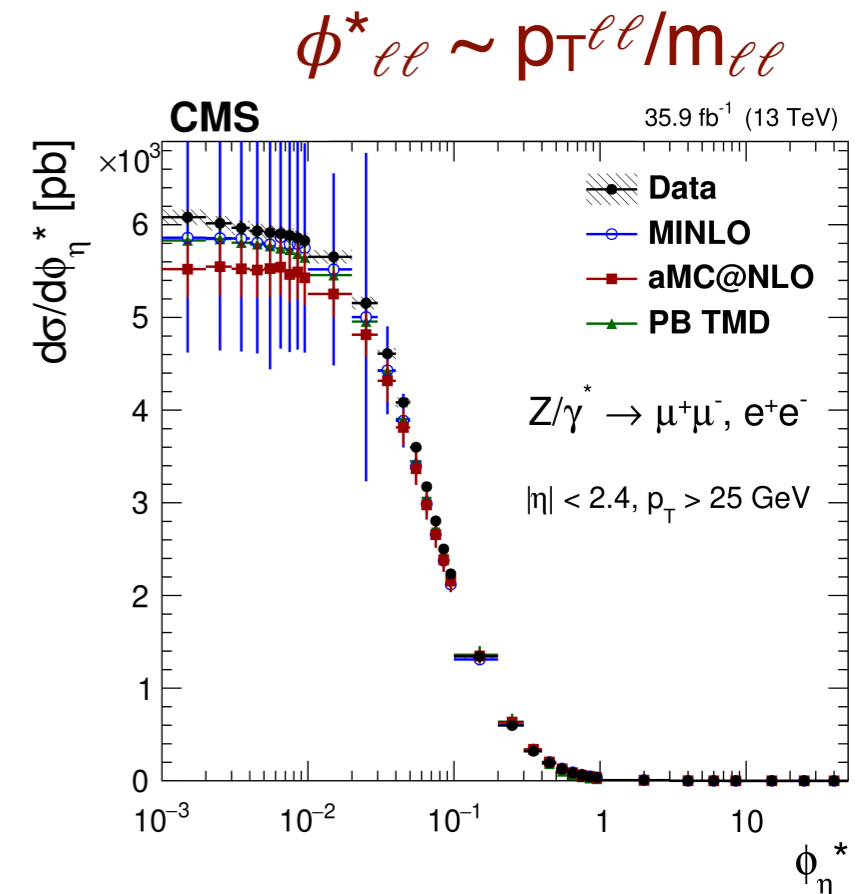 ϕ*ℓℓ ~ pTℓℓ/mℓℓ
CMS
35.9 fb⁻¹ (13 TeV)
×10³
dσ/dϕη* [pb]
6
5
4
3
2
1
0
Data
MINLO
aMC@NLO
PB TMD
Z/γ* → μ⁺μ⁻, e⁺e⁻
|η| < 2.4, pT > 25 GeV
10⁻³ 10⁻² 10⁻¹ 1 10
ϕη*